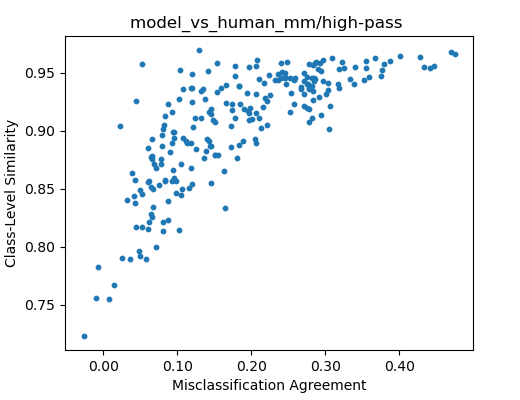 model_vs_human_mm/high-pass
0.95
0.90
0.85
0.80
0.75
Class-Level Similarity
0.00 0.10 0.20 0.30 0.40
Misclassification Agreement